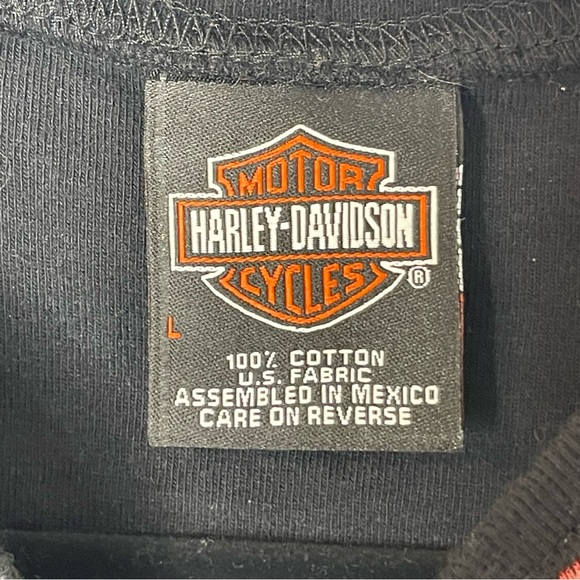 MOTOR
HARLEY-DAVIDSON
CYCLES
®
L
100% COTTON
U.S. FABRIC
ASSEMBLED IN MEXICO
CARE ON REVERSE